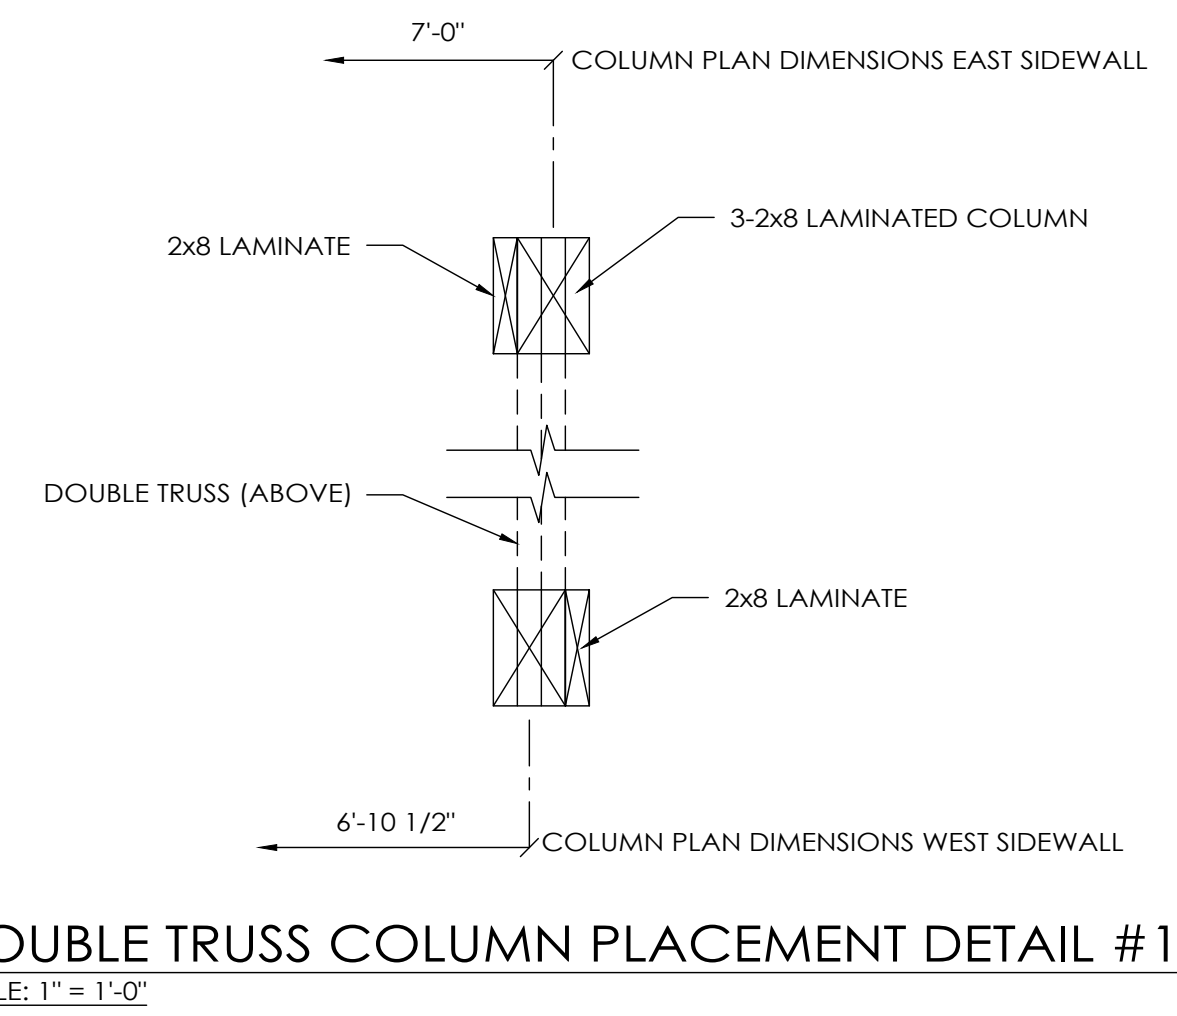 7'-0"
COLUMN PLAN DIMENSIONS EAST SIDEWALL
3-2x8 LAMINATED COLUMN
2x8 LAMINATE
DOUBLE TRUSS (ABOVE)
2x8 LAMINATE
6'-10 1/2"
COLUMN PLAN DIMENSIONS WEST SIDEWALL
OUBLE TRUSS COLUMN PLACEMENT DETAIL #1
LE: 1" = 1'-0"